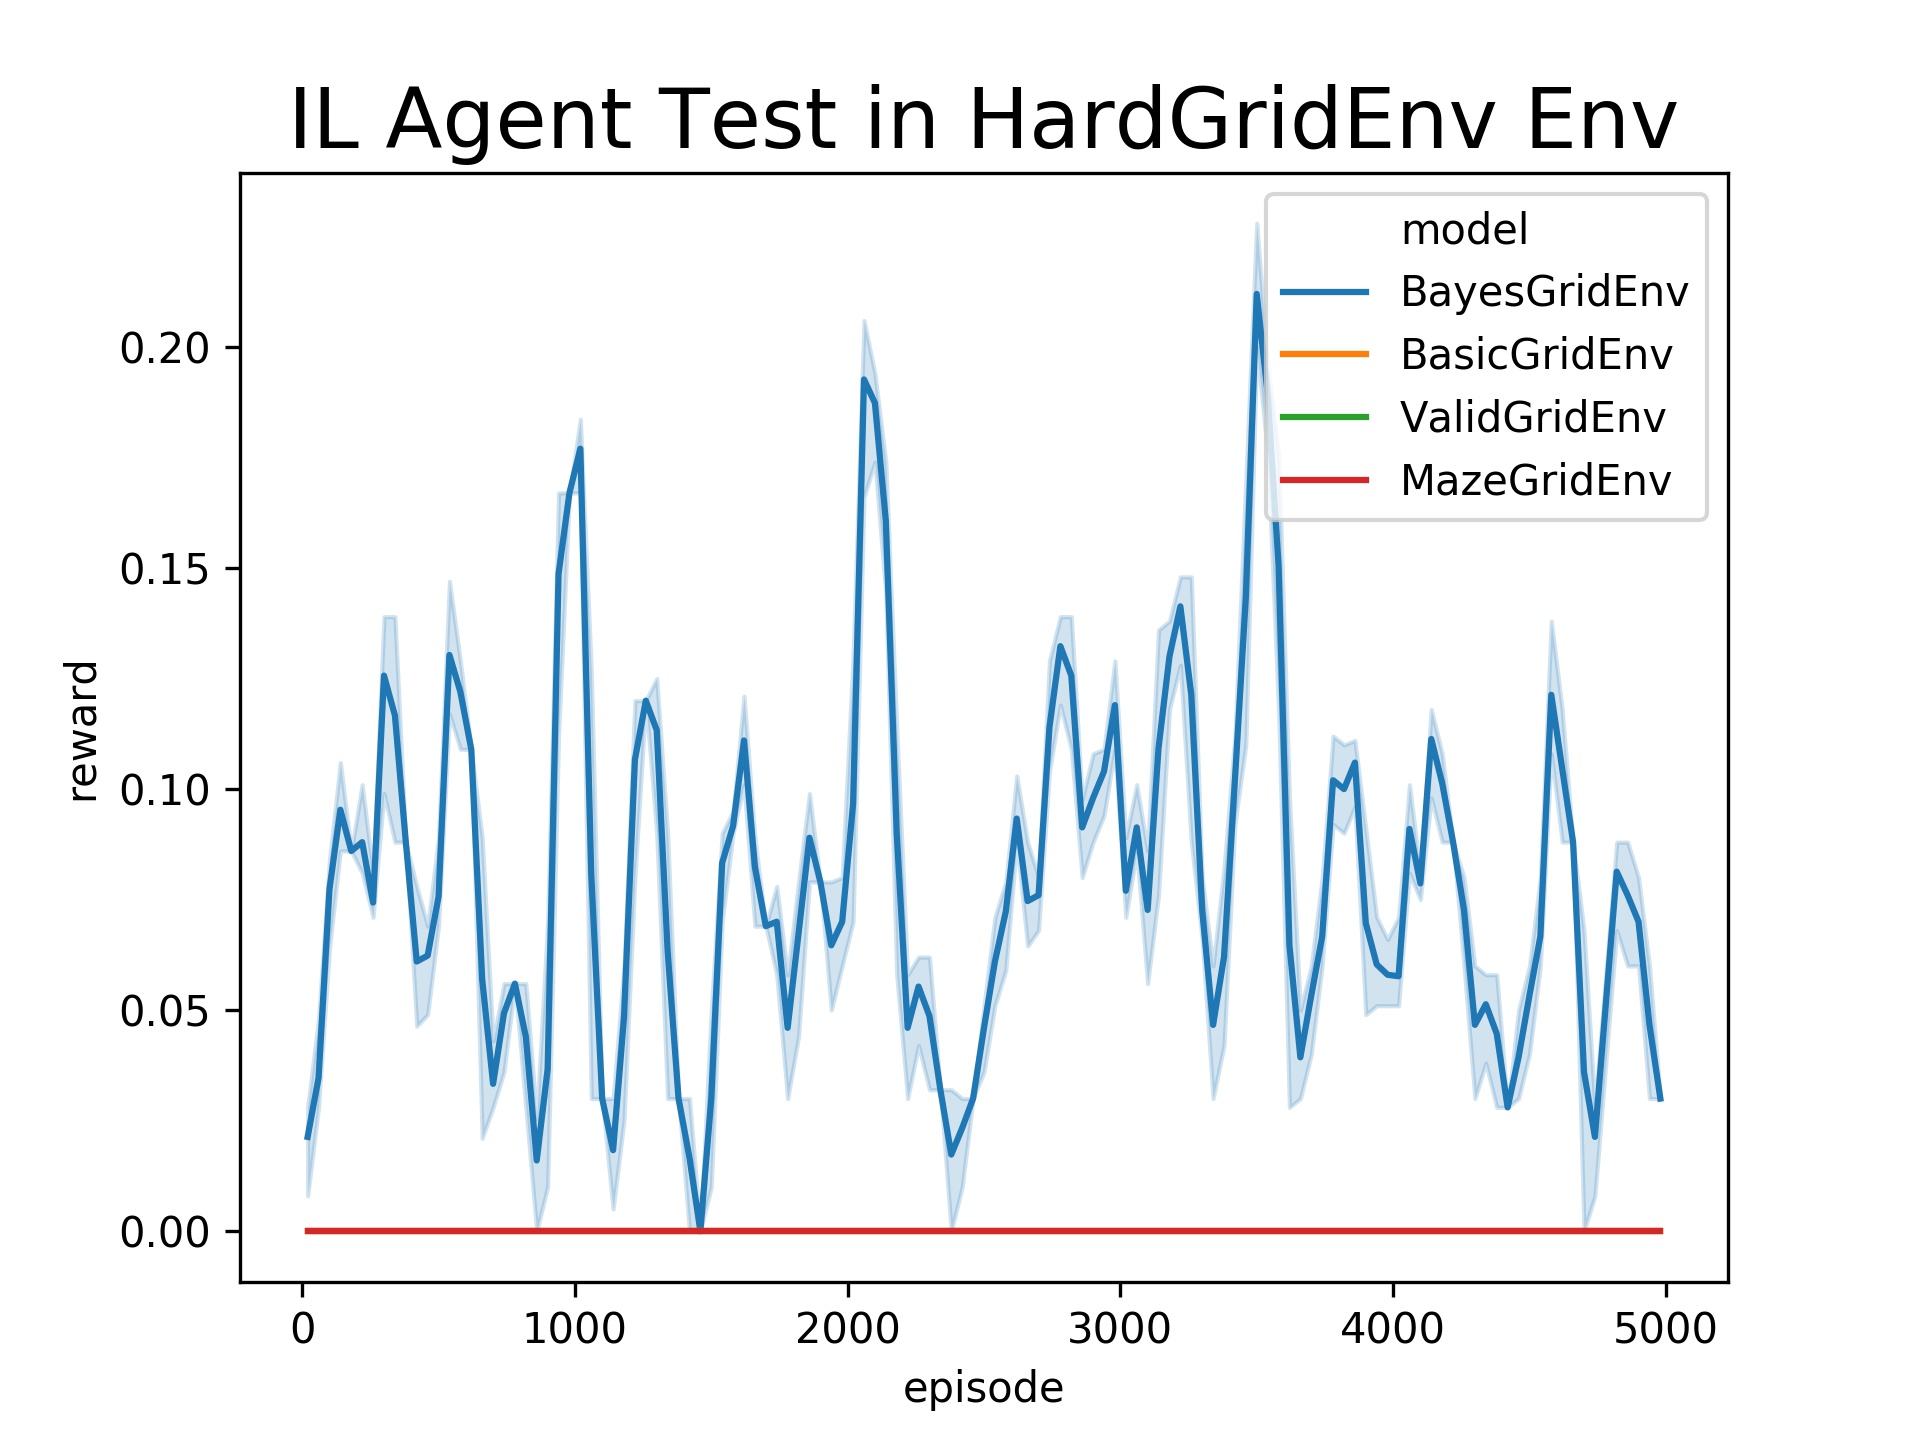 IL Agent Test in HardGridEnv Env
model
BayesGridEnv
BasicGridEnv
ValidGridEnv
MazeGridEnv
reward
0.20
0.15
0.10
0.05
0.00
0 1000 2000 3000 4000 5000
episode